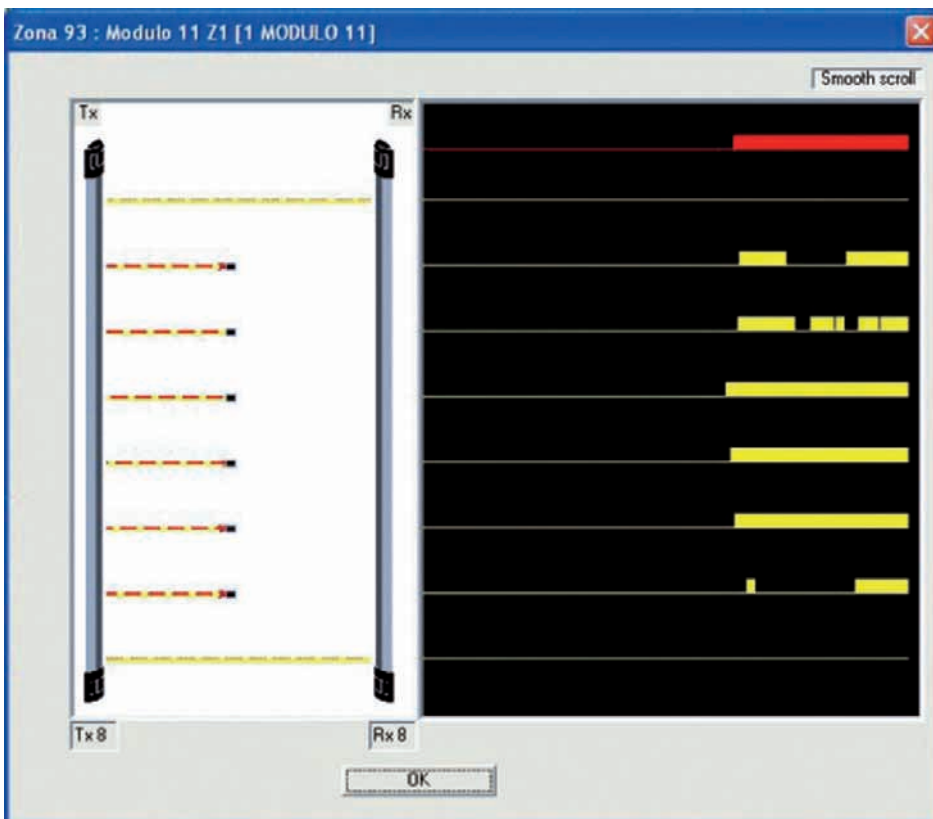 Zona 93 : Modulo 11 Z1 [1 MODULO 11]
Smooth scroll
Tx
Rx
Tx 8
Rx 8
OK